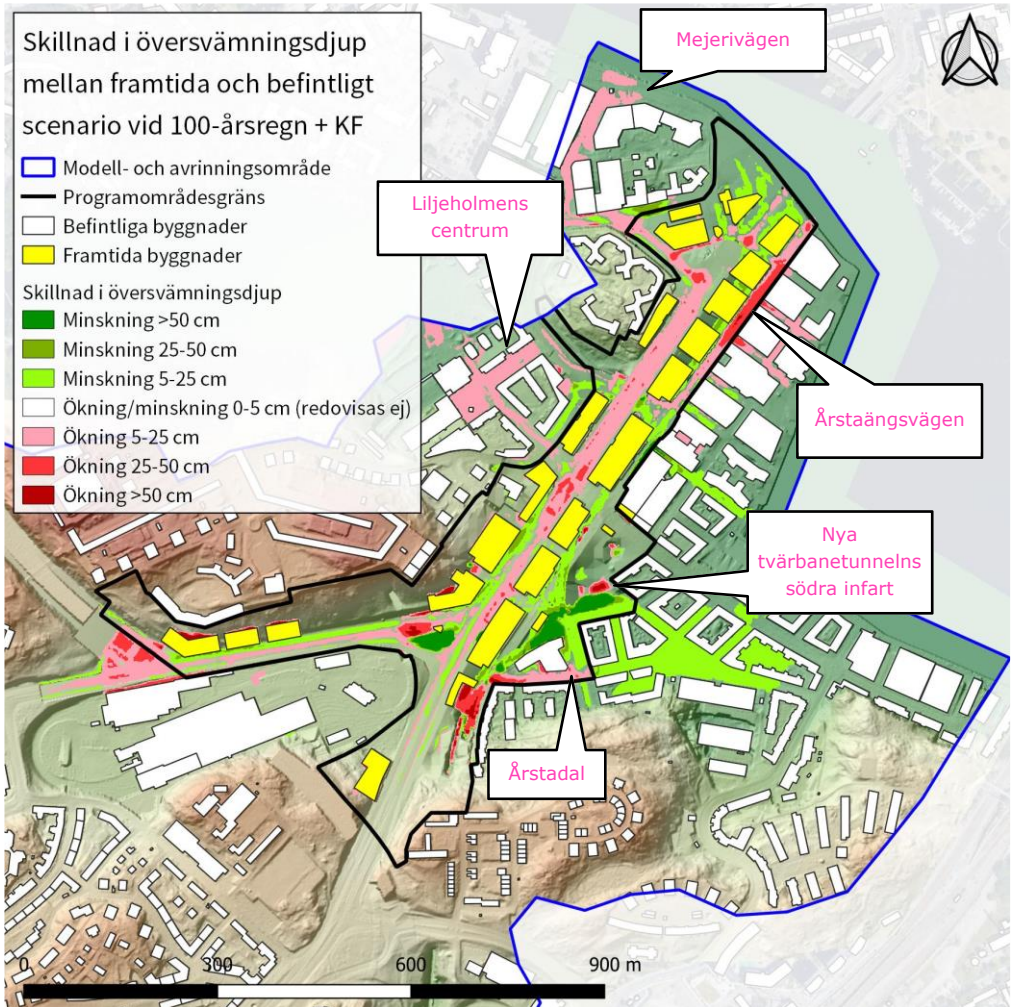 Skillnad i översvämningsdjup
mellan framtida och befintligt
scenario vid 100-årsregn + KF
Modell- och avrinningsområde
Programområdesgräns
Befintliga byggnader
Framtida byggnader
Skillnad i översvämningsdjup
Minskning >50 cm
Minskning 25-50 cm
Minskning 5-25 cm
Ökning/minskning 0-5 cm (redovisas ej)
Ökning 5-25 cm
Ökning 25-50 cm
Ökning >50 cm
Mejerivägen
Liljeholmens
centrum
Årstaängsvägen
Nya
tvärbanetunnelns
södra infart
Årstadal
0 300 600 900 m